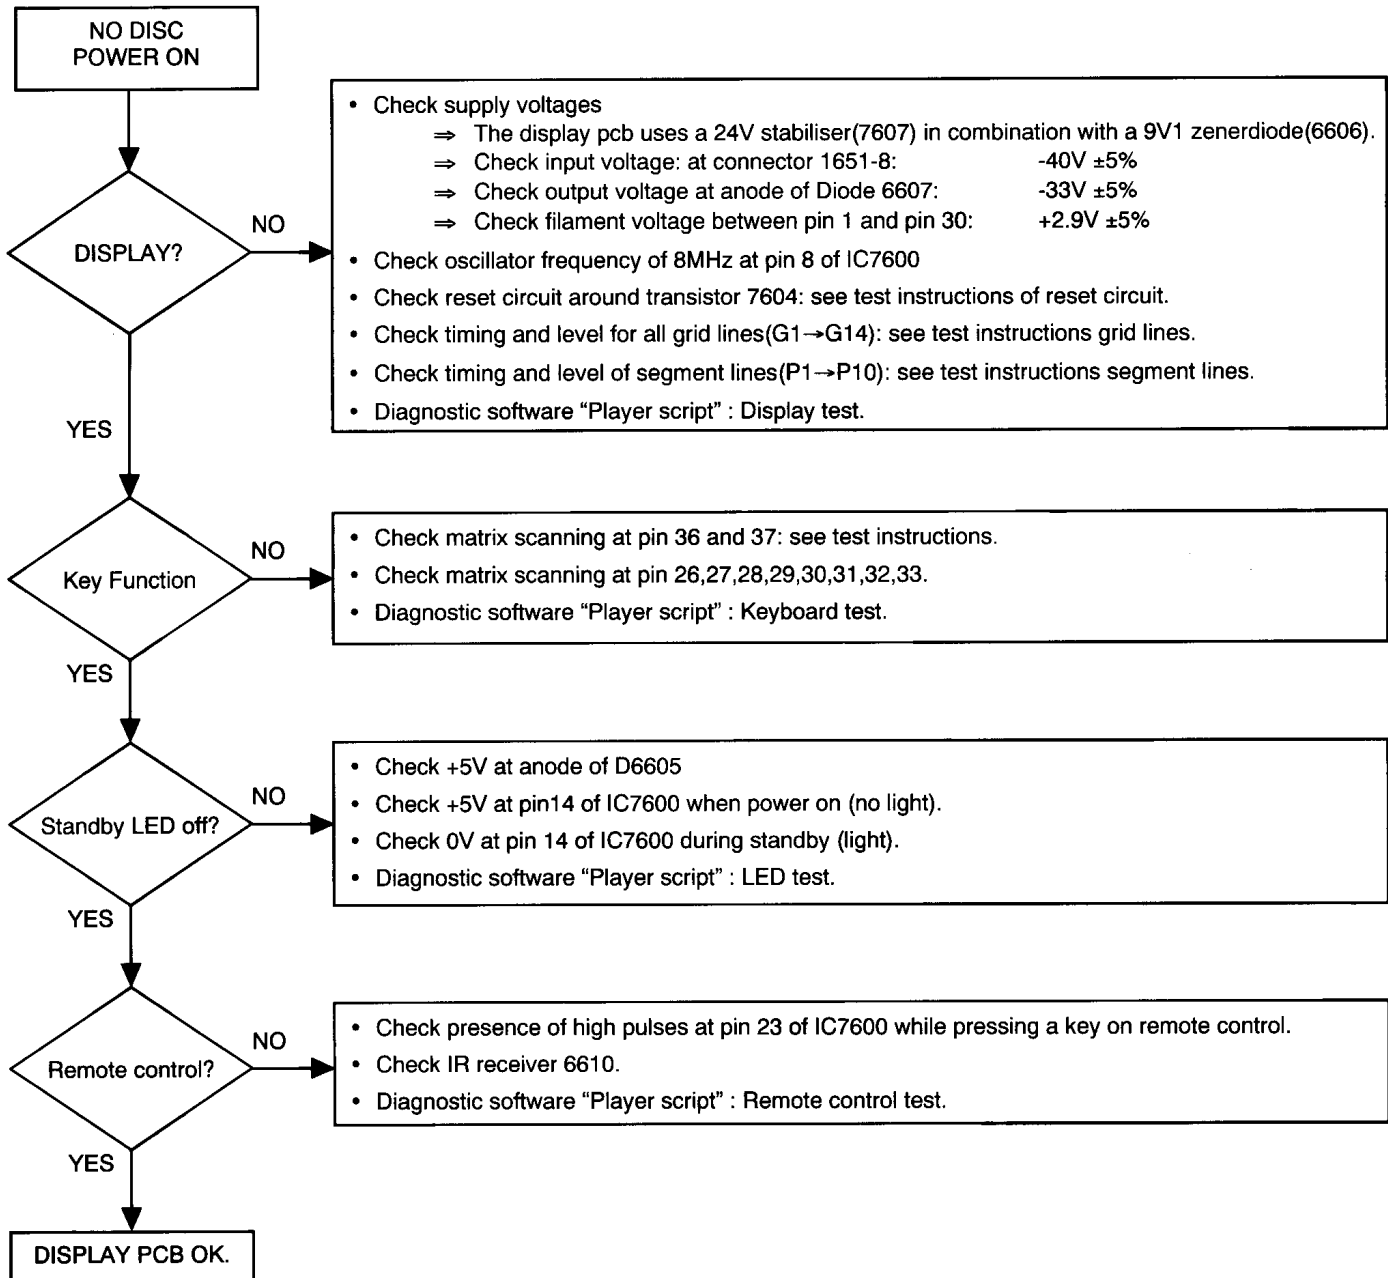 NO DISC
POWER ON
• Check supply voltages
⇒ The display pcb uses a 24V stabiliser(7607) in combination with a 9V1 zenerdiode(6606).
⇒ Check input voltage: at connector 1651-8: -40V ±5%
⇒ Check output voltage at anode of Diode 6607: -33V ±5%
⇒ Check filament voltage between pin 1 and pin 30: +2.9V ±5%
• Check oscillator frequency of 8MHz at pin 8 of IC7600
• Check reset circuit around transistor 7604: see test instructions of reset circuit.
• Check timing and level for all grid lines(G1→G14): see test instructions grid lines.
• Check timing and level of segment lines(P1→P10): see test instructions segment lines.
• Diagnostic software “Player script” : Display test.
DISPLAY?
NO
YES
Key Function
NO
• Check matrix scanning at pin 36 and 37: see test instructions.
• Check matrix scanning at pin 26,27,28,29,30,31,32,33.
• Diagnostic software “Player script” : Keyboard test.
YES
Standby LED off?
NO
• Check +5V at anode of D6605
• Check +5V at pin14 of IC7600 when power on (no light).
• Check 0V at pin 14 of IC7600 during standby (light).
• Diagnostic software “Player script” : LED test.
YES
Remote control?
NO
• Check presence of high pulses at pin 23 of IC7600 while pressing a key on remote control.
• Check IR receiver 6610.
• Diagnostic software “Player script” : Remote control test.
YES
DISPLAY PCB OK.